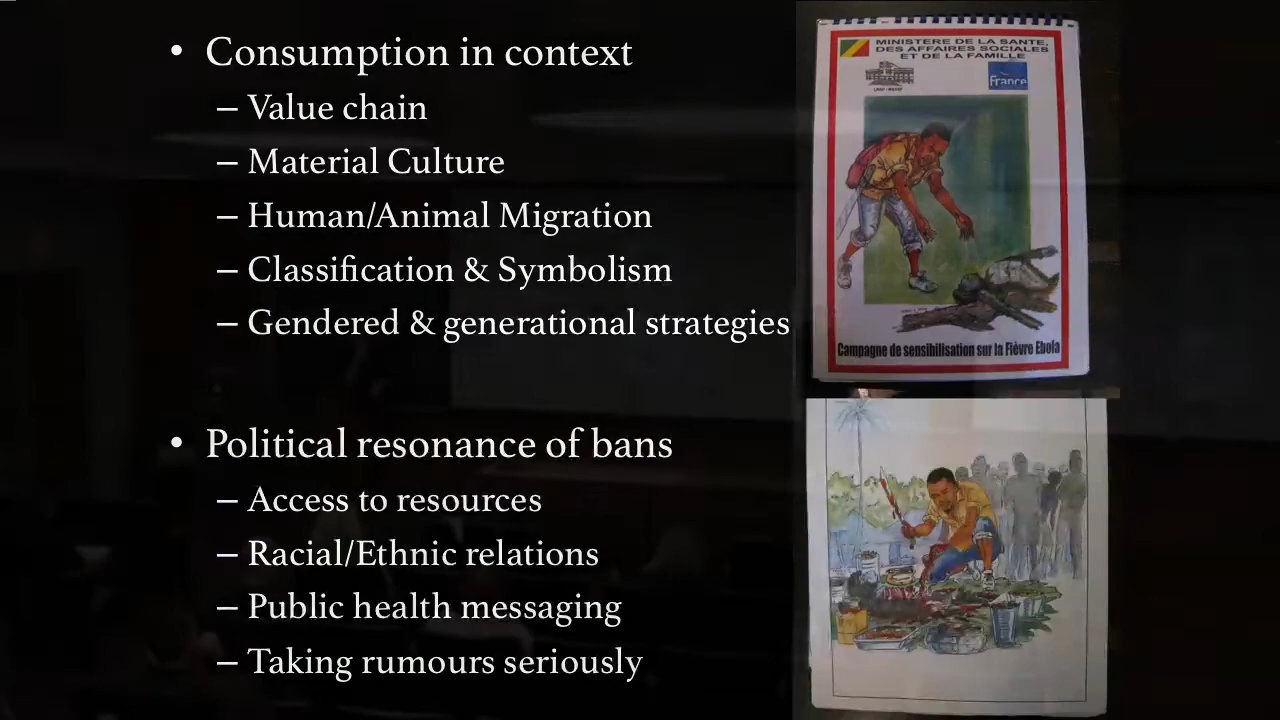 • Consumption in context
– Value chain
– Material Culture
– Human/Animal Migration
– Classification & Symbolism
– Gendered & generational strategies
• Political resonance of bans
– Access to resources
– Racial/Ethnic relations
– Public health messaging
– Taking rumours seriously
MINISTERE DE LA SANTE,
DES AFFAIRES SOCIALES
ET DE LA FAMILLE
France
Campagne de sensibilisation sur la Fièvre Ebola